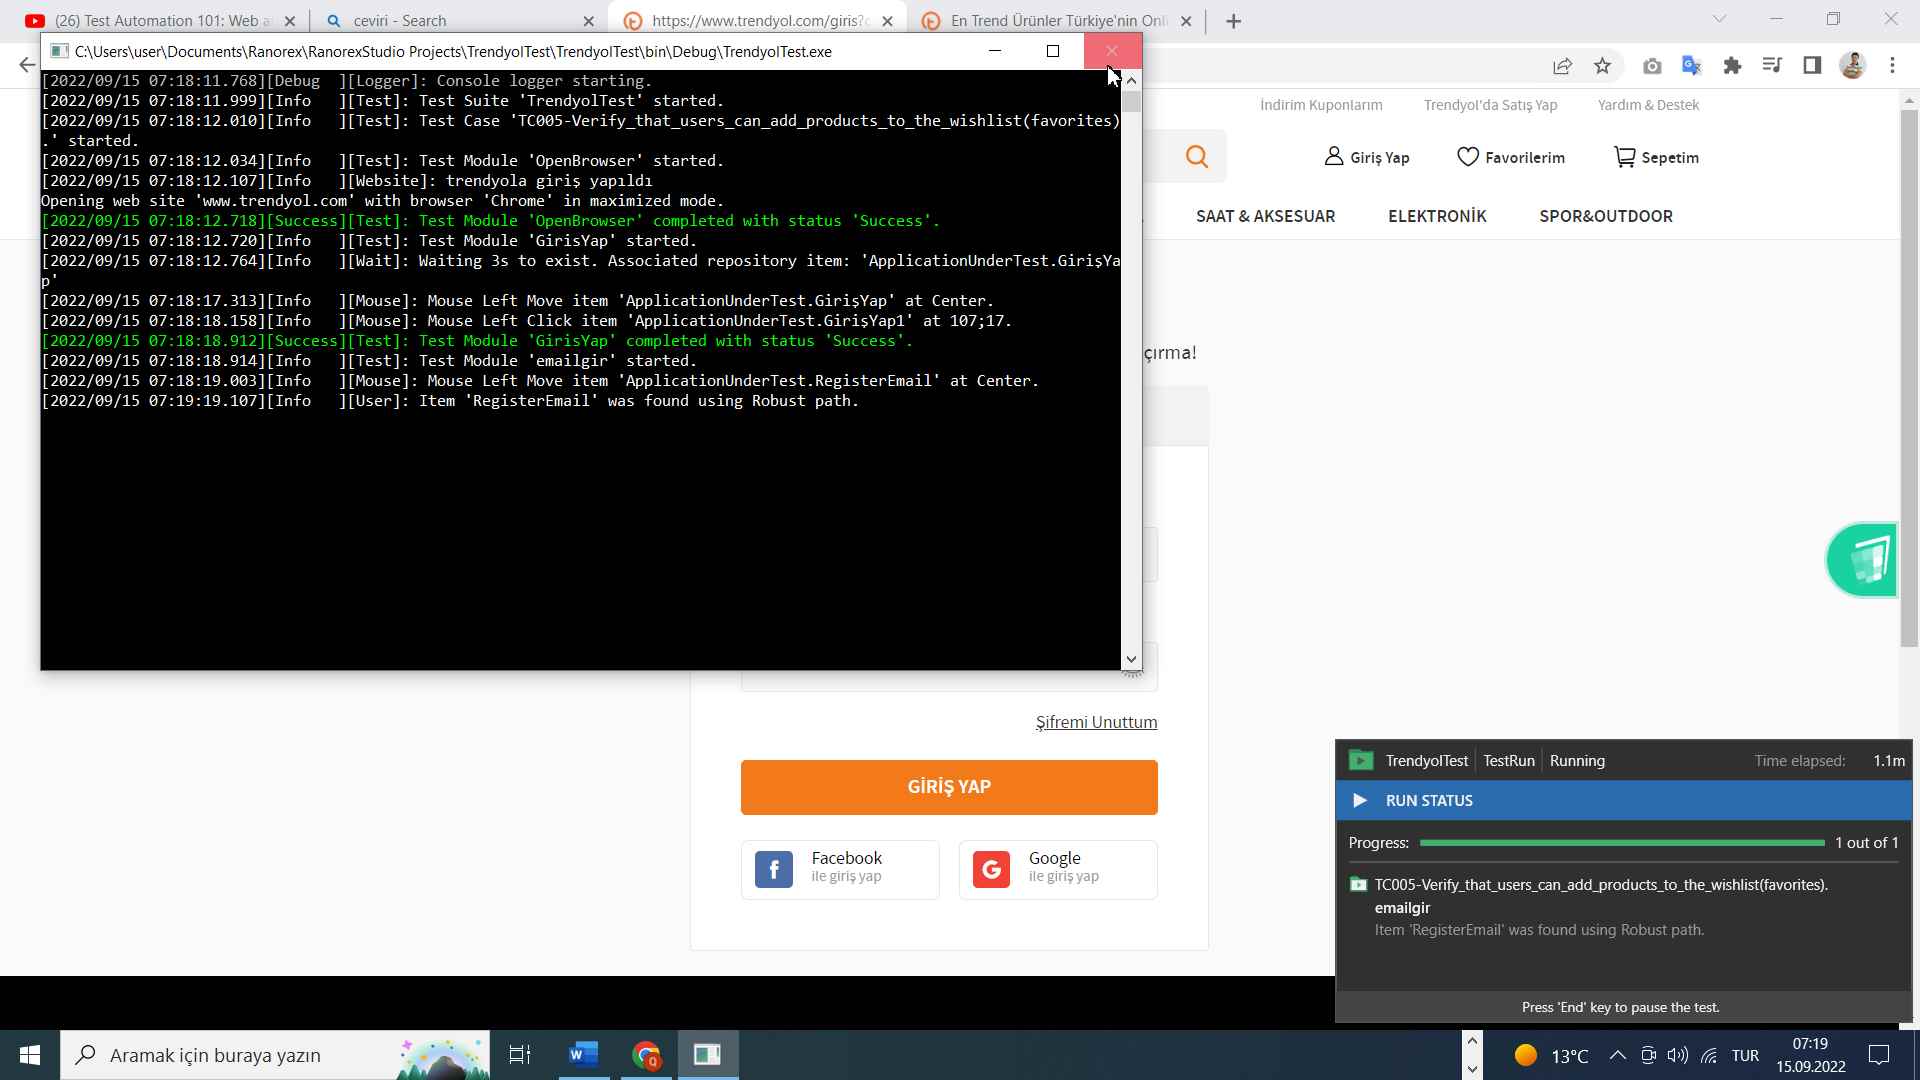 (26) Test Automation 101: Web a
ceviri - Search
https://www.trendyol.com/giris?c
En Trend Ürünler Türkiye'nin Onli
C:\Users\user\Documents\Ranorex\RanorexStudio Projects\TrendyolTest\TrendyolTest\bin\Debug\TrendyolTest.exe
[2022/09/15 07:18:11.768][Debug  ][Logger]: Console logger starting.
[2022/09/15 07:18:11.999][Info   ][Test]: Test Suite 'TrendyolTest' started.
[2022/09/15 07:18:12.010][Info   ][Test]: Test Case 'TC005-Verify_that_users_can_add_products_to_the_wishlist(favorites)
.' started.
[2022/09/15 07:18:12.034][Info   ][Test]: Test Module 'OpenBrowser' started.
[2022/09/15 07:18:12.107][Info   ][Website]: trendyola giriş yapıldı
Opening web site 'www.trendyol.com' with browser 'Chrome' in maximized mode.
[2022/09/15 07:18:12.718][Success][Test]: Test Module 'OpenBrowser' completed with status 'Success'.
[2022/09/15 07:18:12.720][Info   ][Test]: Test Module 'GirisYap' started.
[2022/09/15 07:18:12.764][Info   ][Wait]: Waiting 3s to exist. Associated repository item: 'ApplicationUnderTest.GirişYa
p'
[2022/09/15 07:18:17.313][Info   ][Mouse]: Mouse Left Move item 'ApplicationUnderTest.GirişYap' at Center.
[2022/09/15 07:18:18.158][Info   ][Mouse]: Mouse Left Click item 'ApplicationUnderTest.GirişYap1' at 107;17.
[2022/09/15 07:18:18.912][Success][Test]: Test Module 'GirisYap' completed with status 'Success'.
[2022/09/15 07:18:18.914][Info   ][Test]: Test Module 'emailgir' started.
[2022/09/15 07:18:19.003][Info   ][Mouse]: Mouse Left Move item 'ApplicationUnderTest.RegisterEmail' at Center.
[2022/09/15 07:19:19.107][Info   ][User]: Item 'RegisterEmail' was found using Robust path.
İndirim Kuponlarım
Trendyol'da Satış Yap
Yardım & Destek
Giriş Yap
Favorilerim
Sepetim
SAAT & AKSESUAR
ELEKTRONİK
SPOR&OUTDOOR
çırma!
Şifremi Unuttum
GİRİŞ YAP
Facebook
ile giriş yap
Google
ile giriş yap
TrendyolTest TestRun Running Time elapsed: 1.1m
RUN STATUS
Progress: 1 out of 1
TC005-Verify_that_users_can_add_products_to_the_wishlist(favorites).
emailgir
Item 'RegisterEmail' was found using Robust path.
Press 'End' key to pause the test.
Aramak için buraya yazın
13°C
TUR
07:19
15.09.2022